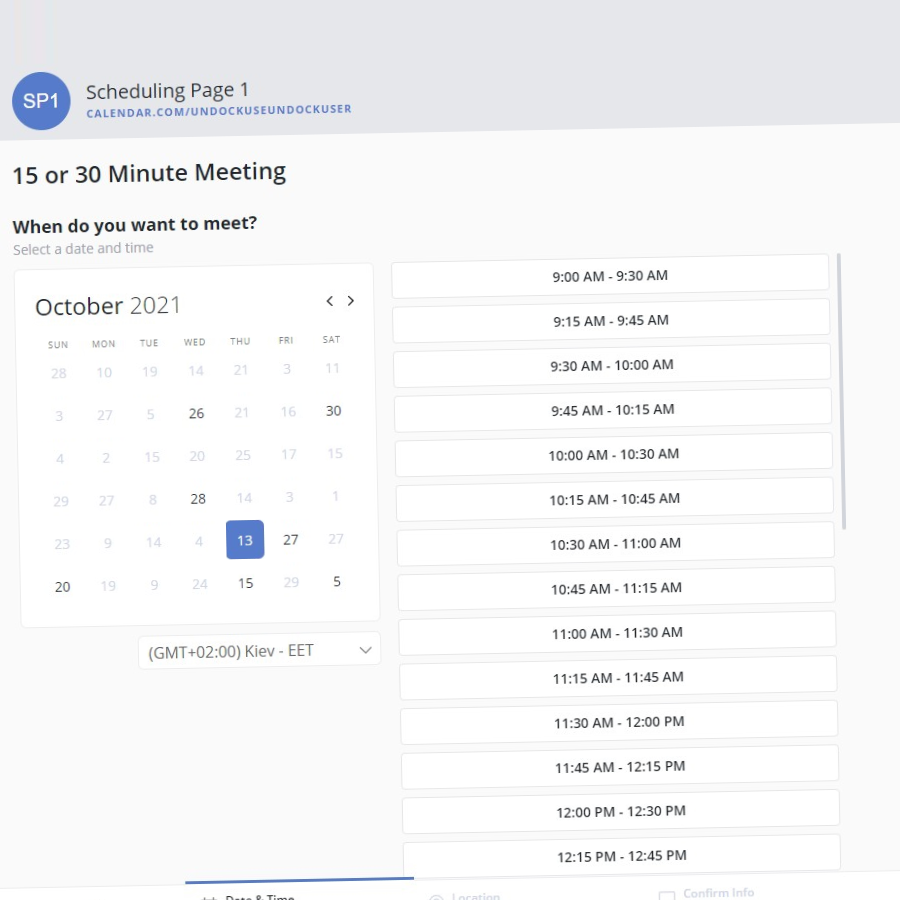 SP1
Scheduling Page 1
CALENDAR.COM/UNDOCKUSEUNDOCKUSER
15 or 30 Minute Meeting
When do you want to meet?
Select a date and time
October 2021
SUN MON TUE WED THU FRI SAT
28 10 19 14 21 3 11
3 27 5 26 21 16 30
4 2 15 20 25 17 15
29 27 8 28 14 3 1
23 9 14 4 13 27 27
20 19 9 24 15 29 5
(GMT+02:00) Kiev - EET
9:00 AM - 9:30 AM
9:15 AM - 9:45 AM
9:30 AM - 10:00 AM
9:45 AM - 10:15 AM
10:00 AM - 10:30 AM
10:15 AM - 10:45 AM
10:30 AM - 11:00 AM
10:45 AM - 11:15 AM
11:00 AM - 11:30 AM
11:15 AM - 11:45 AM
11:30 AM - 12:00 PM
11:45 AM - 12:15 PM
12:00 PM - 12:30 PM
12:15 PM - 12:45 PM
Date & Time
Location
Confirm Info